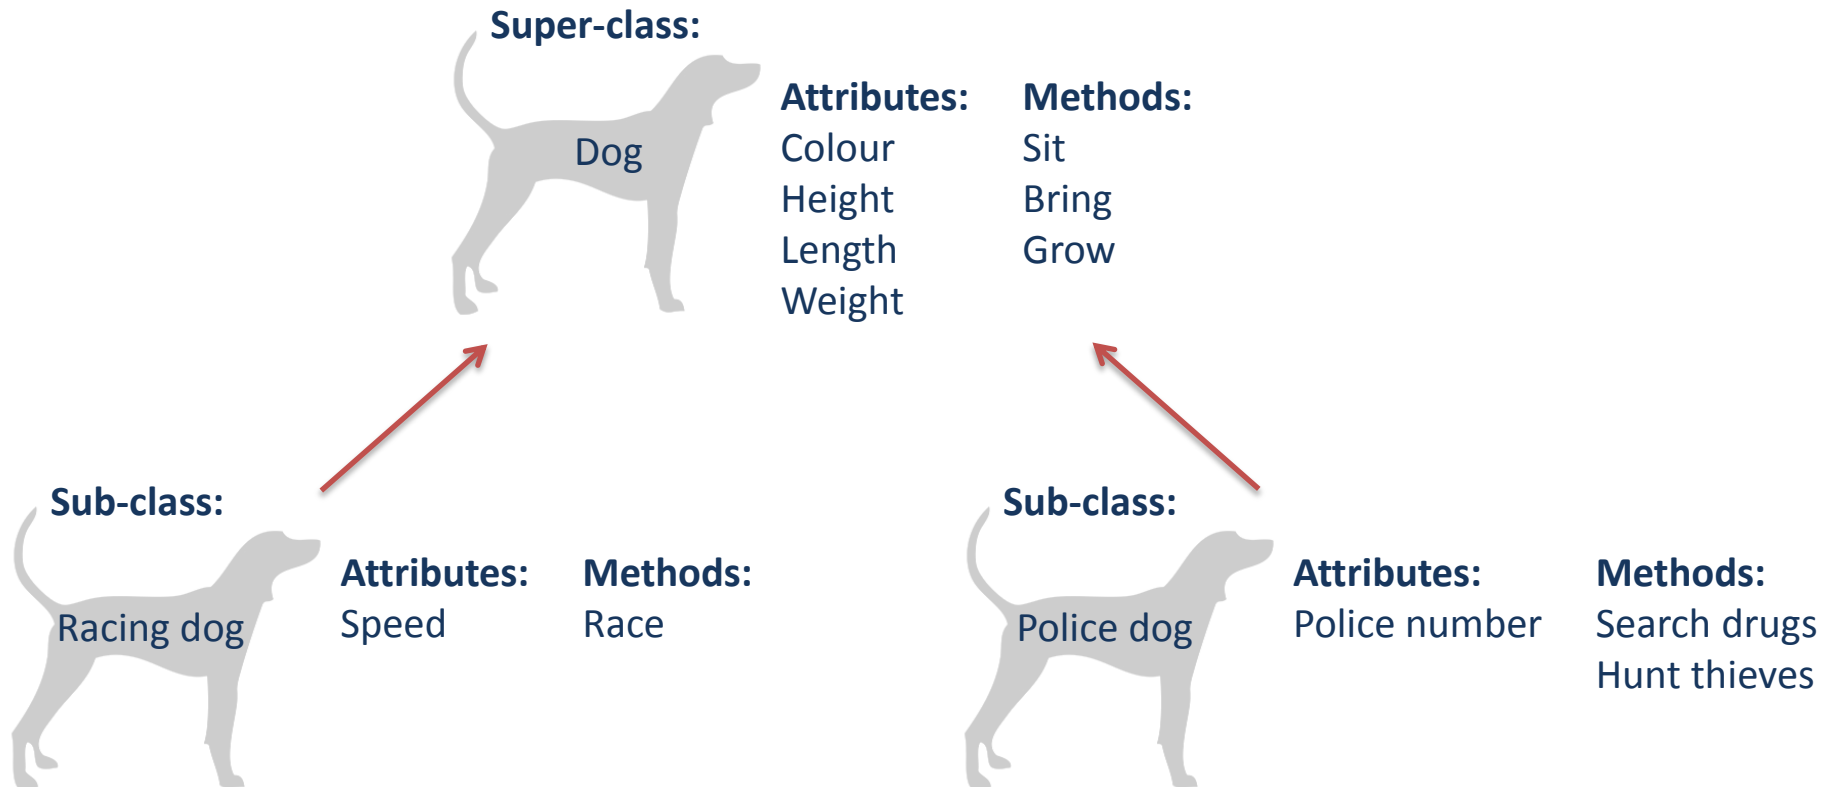 Super-class:
Dog
Attributes: Methods:
Colour Sit
Height Bring
Length Grow
Weight
Sub-class:
Racing dog
Attributes: Methods:
Speed Race
Sub-class:
Police dog
Attributes: Methods:
Police number Search drugs
Hunt thieves